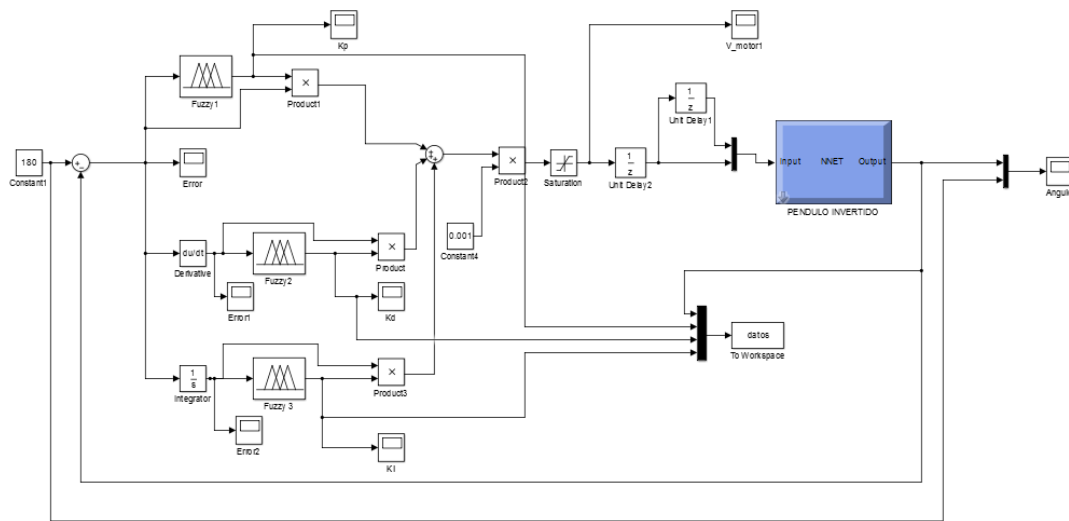 Kp
V_motor1
Fuzzy1
×
Product1
1
z
Unit Delay1
180
Constant1
+
-
Error
×
Product2
Saturation
1
z
Unit Delay2
Input
NNET
Output
PENDULO INVERTIDO
0.001
Constant4
du/dt
Derivative
Fuzzy2
×
Product
Error1
Kd
datos
To Workspace
1
s
Integrator
Fuzzy 3
×
Product3
Error2
KI